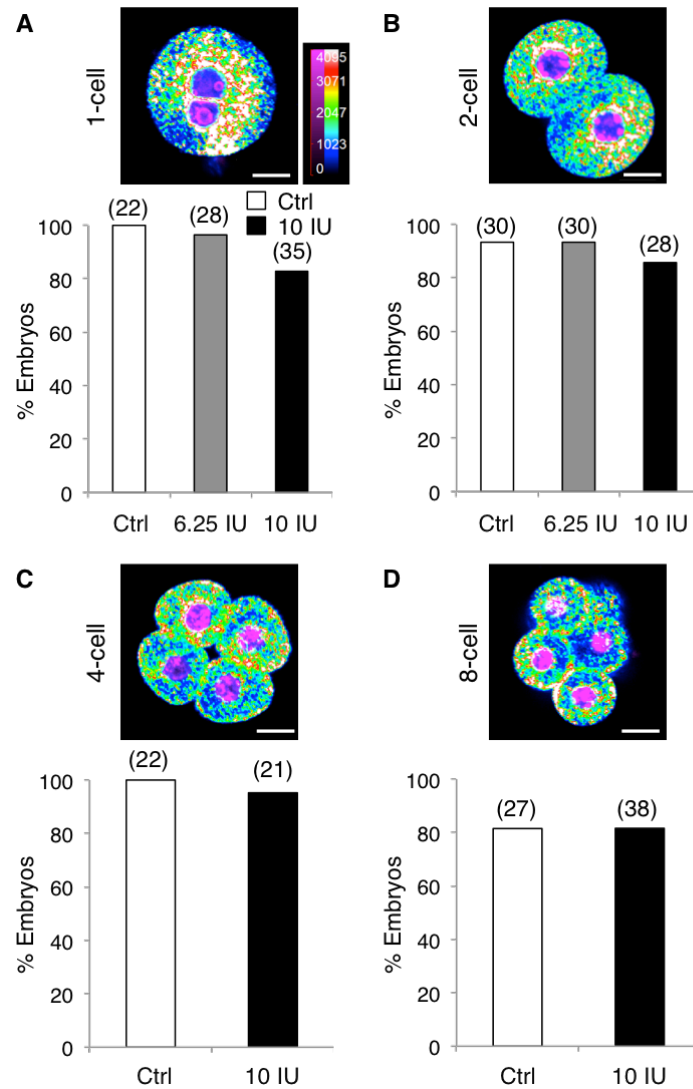 A
1-cell
4095
3071
2047
1023
0
Ctrl
10 IU
% Embryos
100
80
60
40
20
0
(22)
(28)
(35)
Ctrl
6.25 IU
10 IU
B
2-cell
% Embryos
100
80
60
40
20
0
(30)
(30)
(28)
Ctrl
6.25 IU
10 IU
C
4-cell
% Embryos
100
80
60
40
20
0
(22)
(21)
Ctrl
10 IU
D
8-cell
% Embryos
100
80
60
40
20
0
(27)
(38)
Ctrl
10 IU